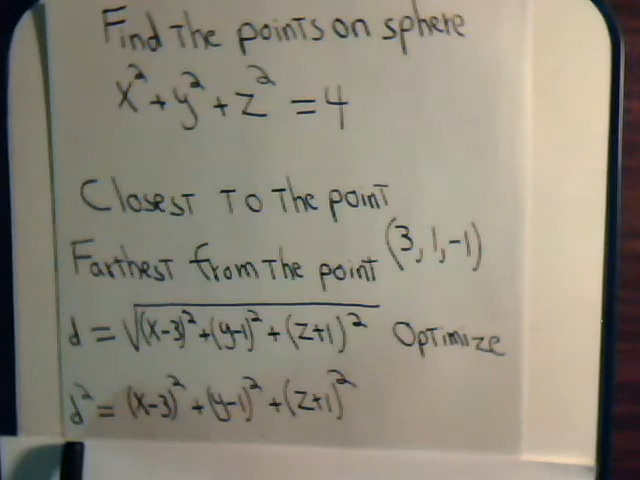 Find the points on sphere
x² + y² + z² = 4
Closest to the point
Farthest from the point (3, 1, -1)
d = √(x-3)² + (y-1)² + (z+1)² Optimize
d² = (x-3)² + (y-1)² + (z+1)²